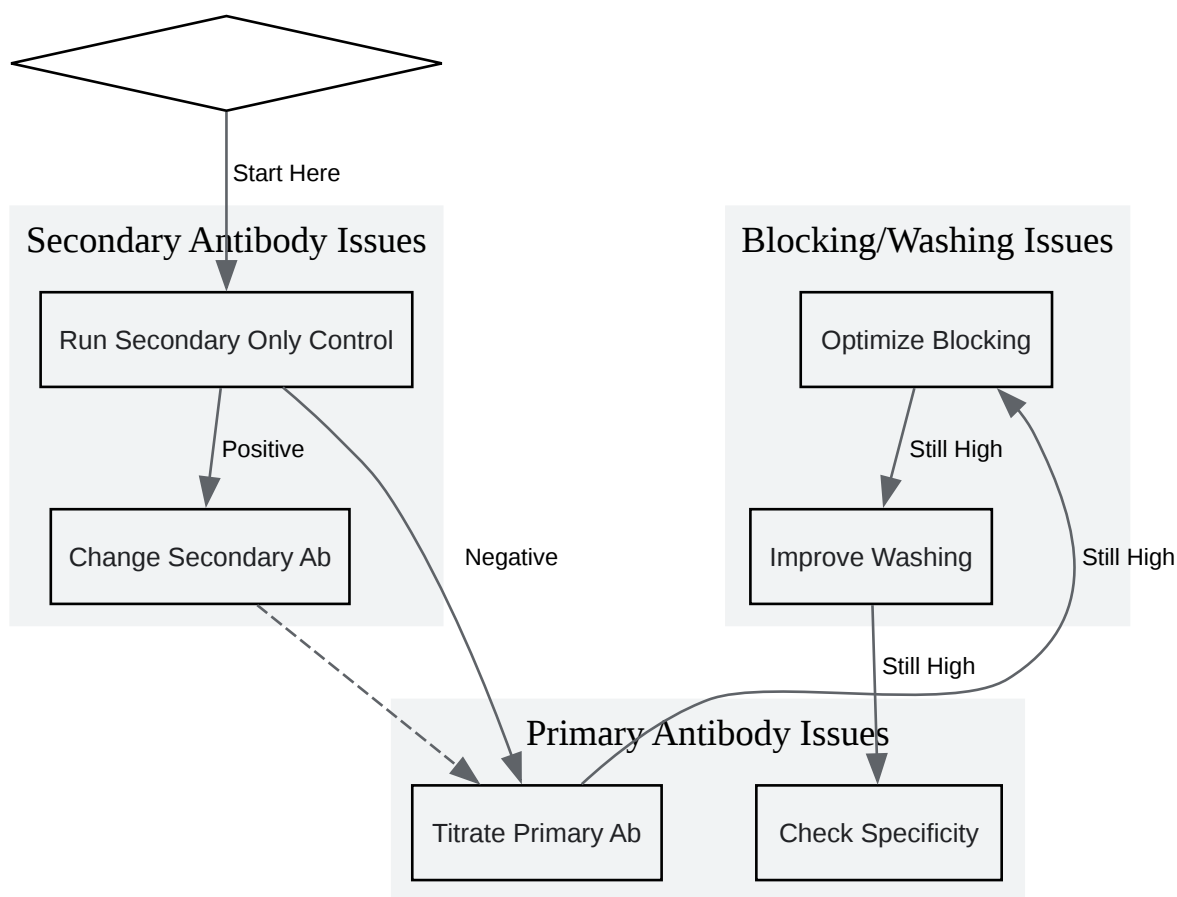 Start Here
Secondary Antibody Issues
Blocking/Washing Issues
Run Secondary Only Control
Optimize Blocking
Positive
Still High
Change Secondary Ab
Negative
Improve Washing
Still High
Still High
Primary Antibody Issues
Titrate Primary Ab
Check Specificity